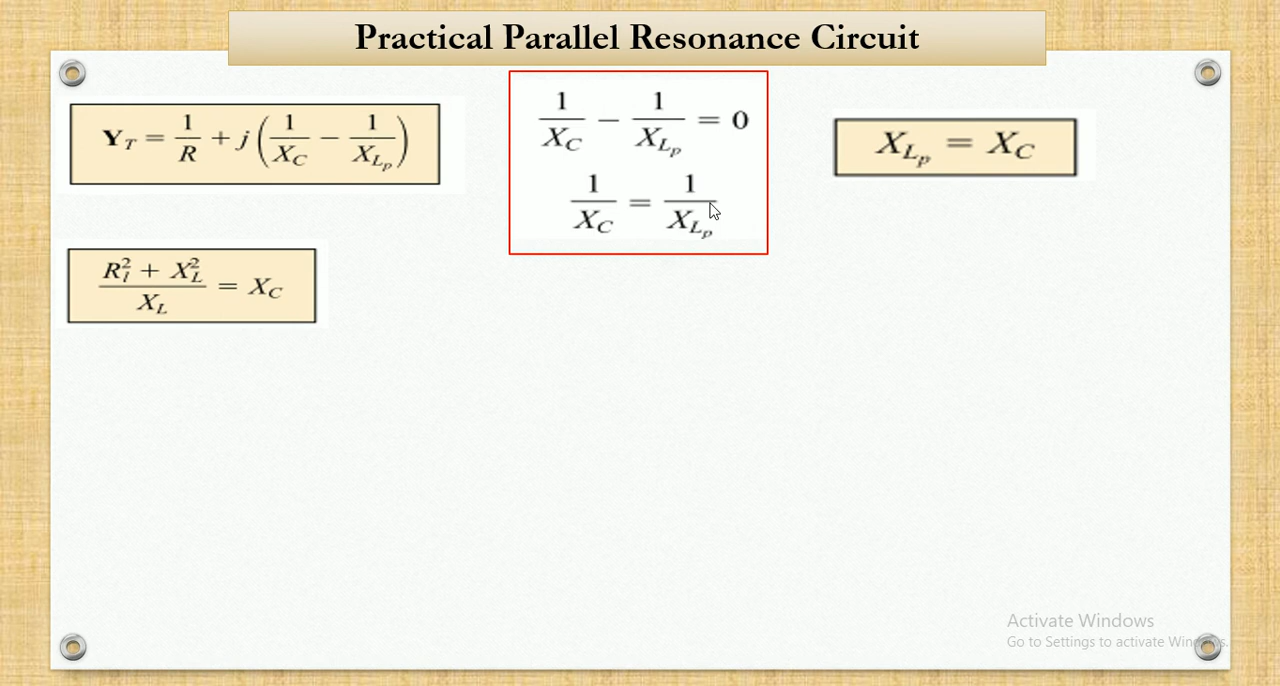 Practical Parallel Resonance Circuit
Y_T = 1/R + j(1/X_C − 1/X_{L_p})
1/X_C − 1/X_{L_p} = 0
1/X_C = 1/X_{L_p}
X_{L_p} = X_C
(R_l^2 + X_L^2)/X_L = X_C
Activate Windows
Go to Settings to activate Windows.